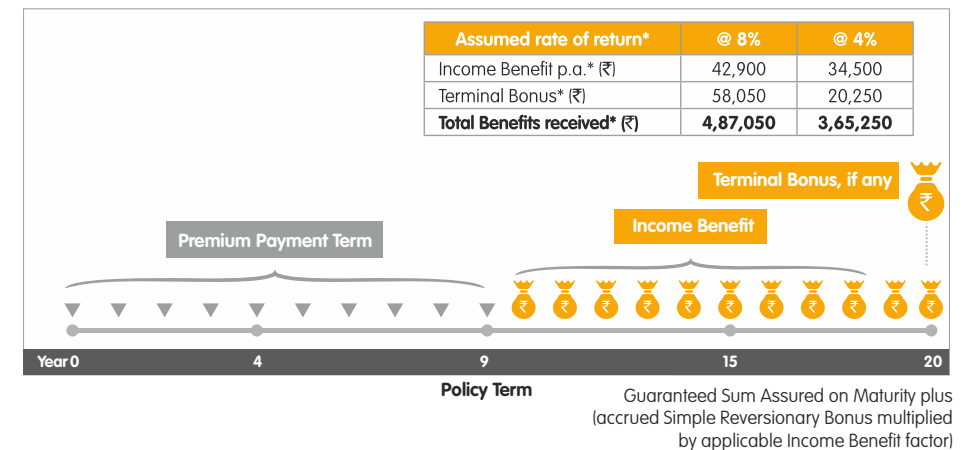 Assumed rate of return* @ 8% @ 4%
Income Benefit p.a.* (₹) 42,900 34,500
Terminal Bonus* (₹) 58,050 20,250
Total Benefits received* (₹) 4,87,050 3,65,250
Terminal Bonus, if any
₹
Income Benefit
Premium Payment Term
₹ ₹ ₹ ₹ ₹ ₹ ₹ ₹ ₹ ₹ ₹
Year 0 4 9 15 20
Policy Term
Guaranteed Sum Assured on Maturity plus
(accrued Simple Reversionary Bonus multiplied
by applicable Income Benefit factor)